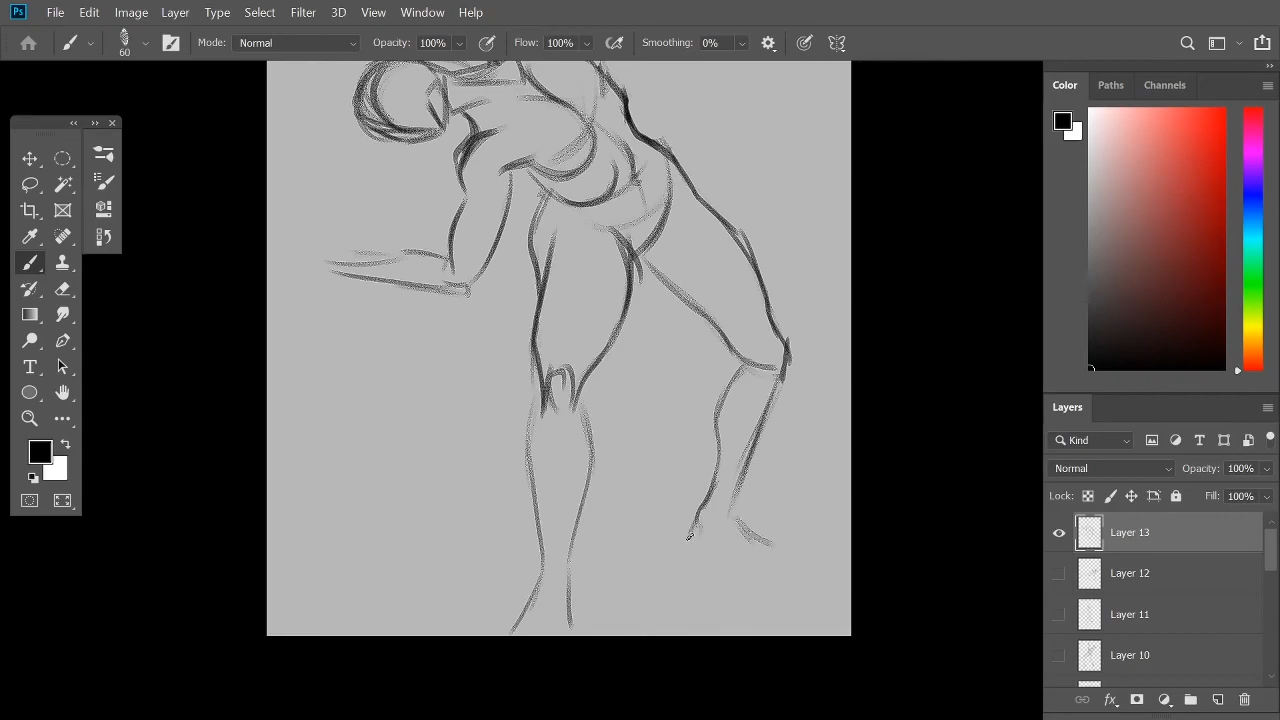 Ps File Edit Image Layer Type Select Filter 3D View Window Help
60 Mode: Normal Opacity: 100% Flow: 100% Smoothing: 0%
Color Paths Channels
Layers
Kind
Normal Opacity: 100%
Lock: Fill: 100%
Layer 13
Layer 12
Layer 11
Layer 10